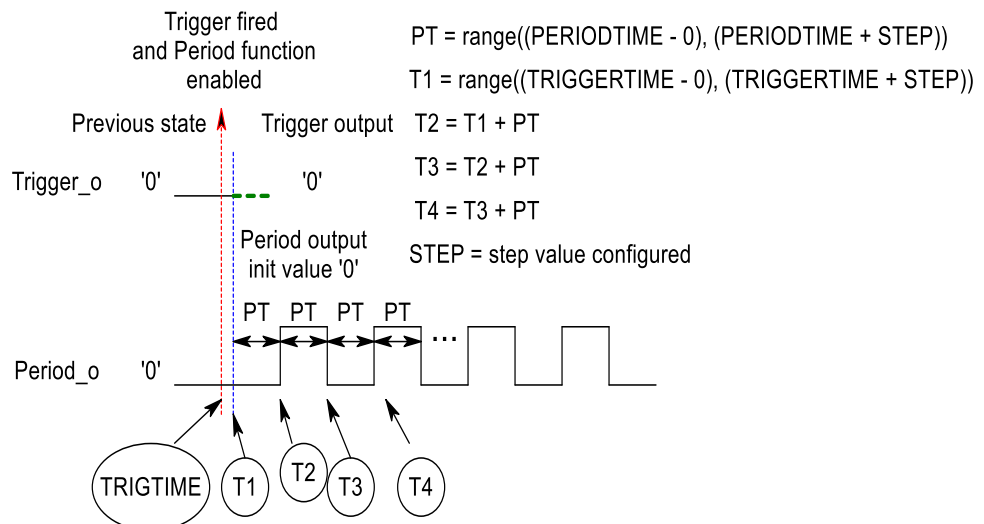 Trigger fired
and Period function
enabled
PT = range((PERIODTIME - 0), (PERIODTIME + STEP))
T1 = range((TRIGGERTIME - 0), (TRIGGERTIME + STEP))
Previous state
Trigger output
T2 = T1 + PT
T3 = T2 + PT
Trigger_o '0' '0'
T4 = T3 + PT
STEP = step value configured
Period output
init value '0'
PT PT PT PT
...
Period_o '0'
TRIGTIME T1 T2 T3 T4